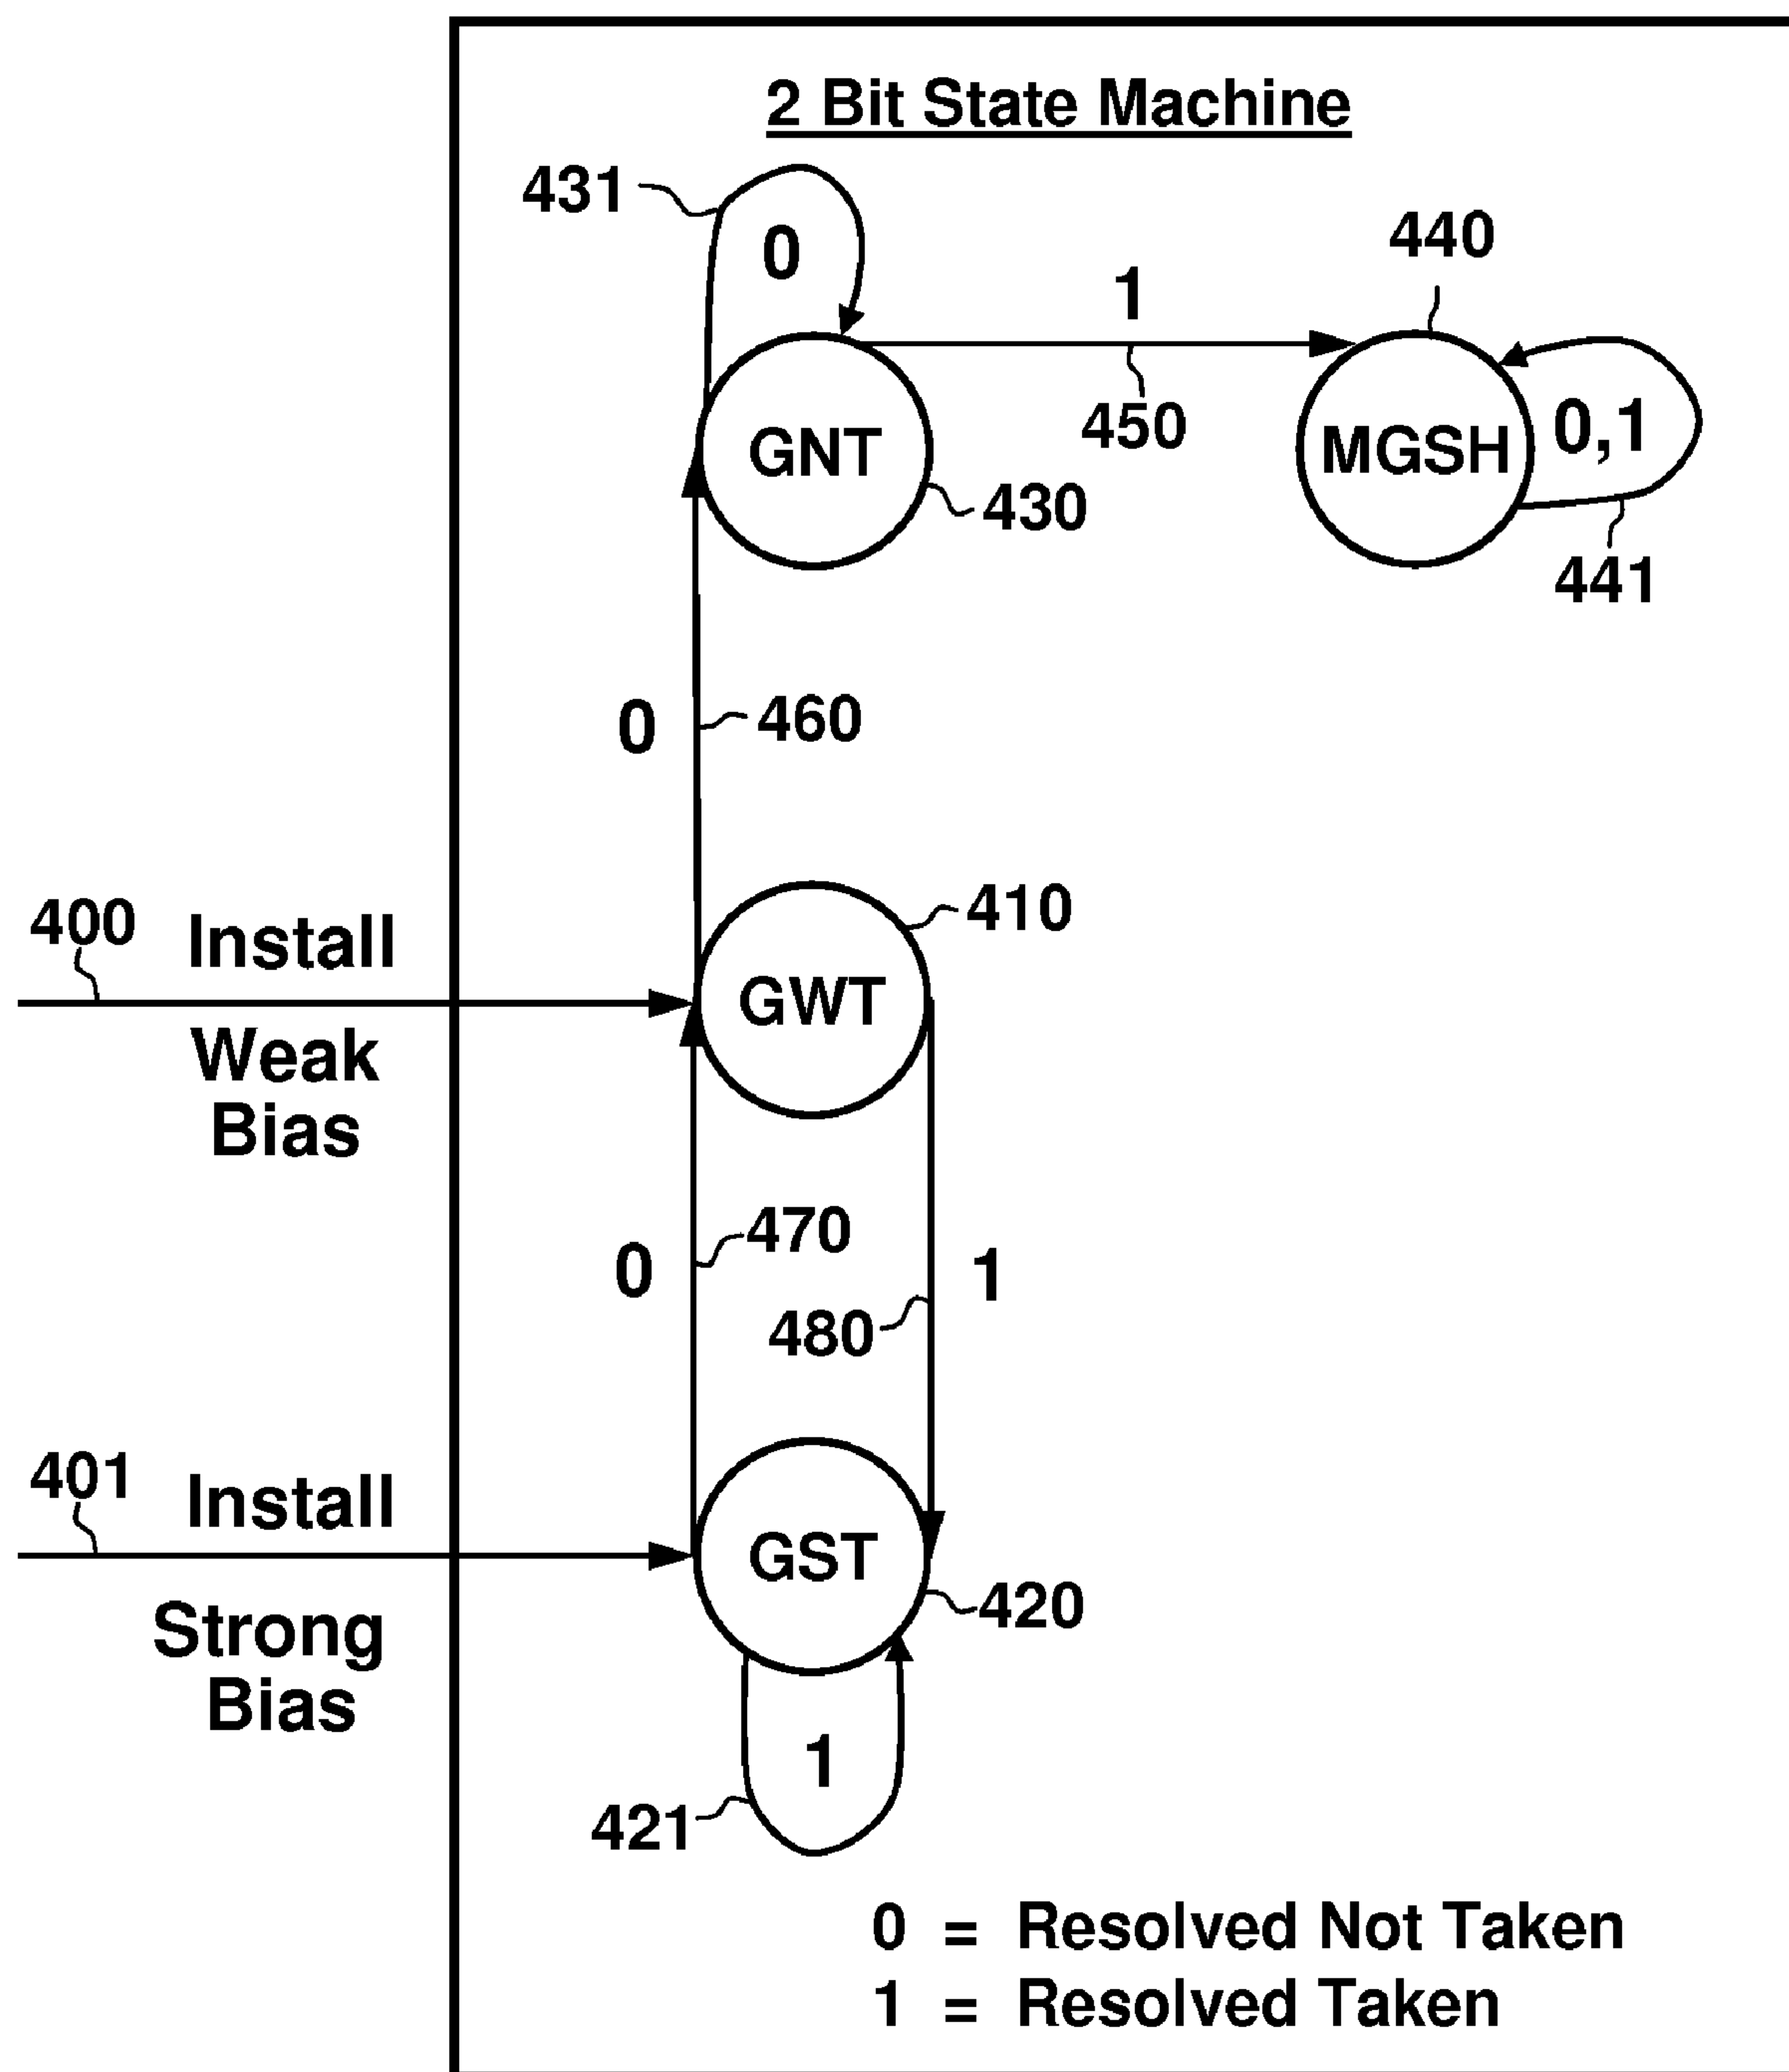 2 Bit State Machine
431
0
440
1
GNT
450
MGSH
0,1
430
441
0
460
400
Install
410
GWT
Weak
Bias
470
0
1
480
401
Install
GST
420
Strong
Bias
1
421
0 = Resolved Not Taken
1 = Resolved Taken